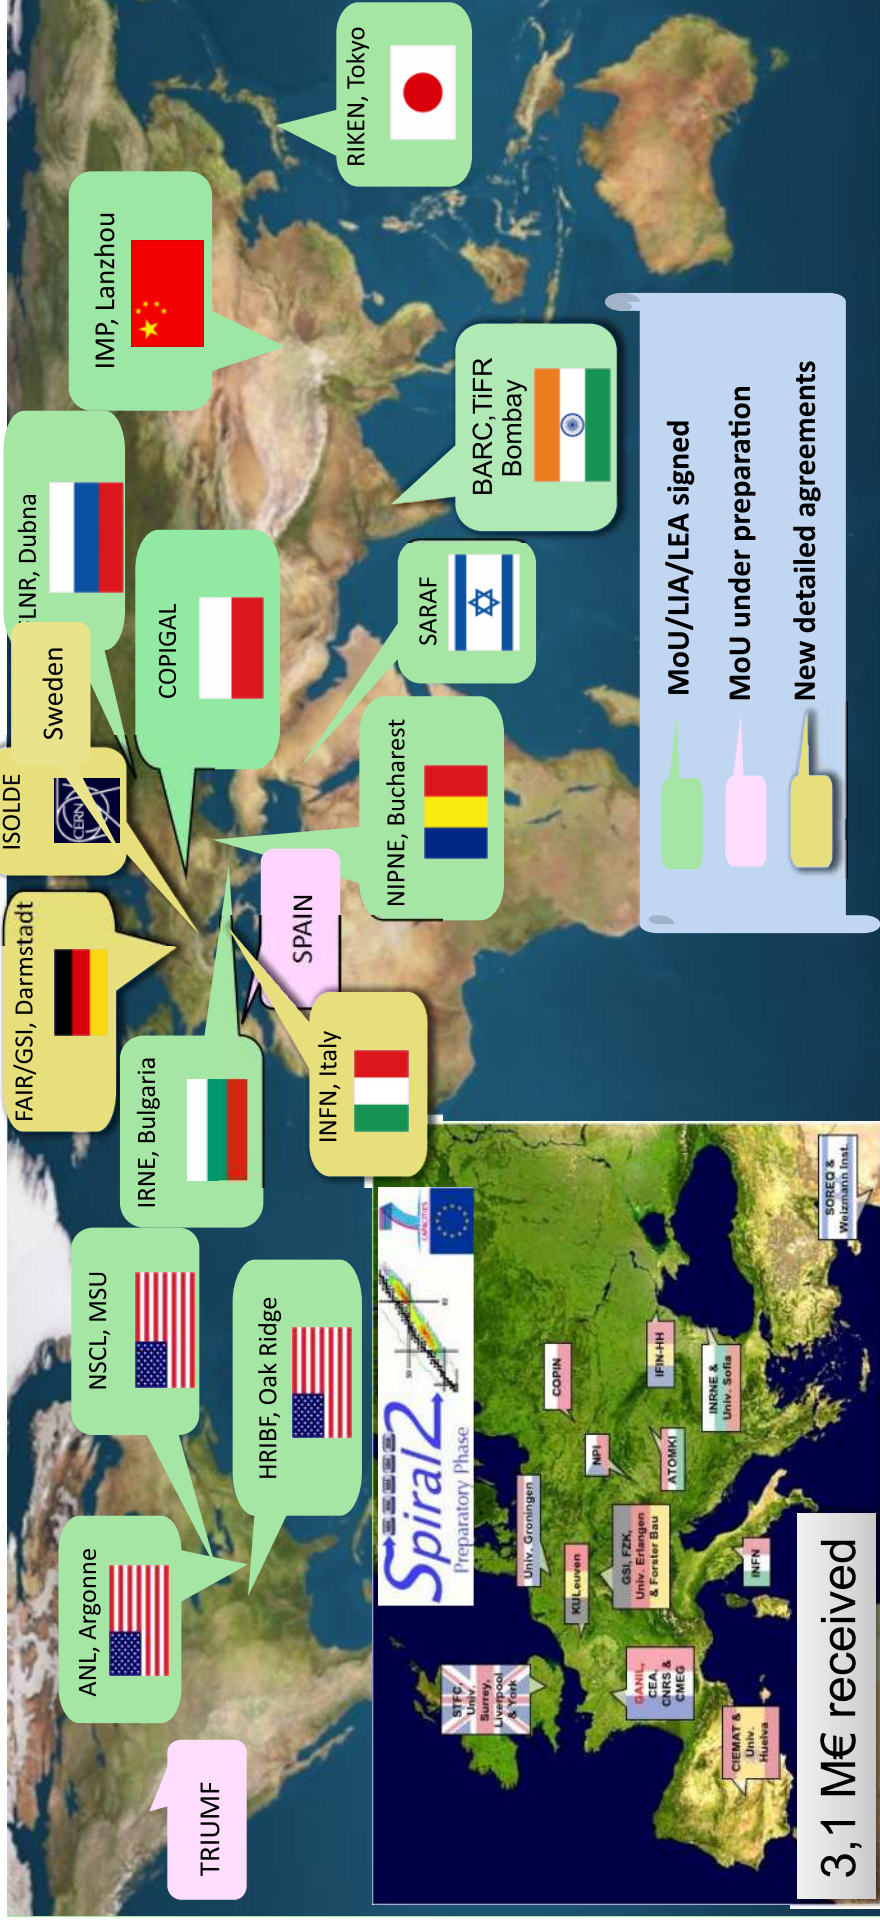 TRIUMF
ANL, Argonne
NSCL, MSU
HRIBF, Oak Ridge
FAIR/GSI, Darmstadt
IRNE, Bulgaria
INFN, Italy
ISOLDE
CERN
Sweden
SPAIN
LNR, Dubna
COPIGAL
NIPNE, Bucharest
SARAF
IMP, Lanzhou
BARC,TiFR
Bombay
RIKEN, Tokyo
MoU/LIA/LEA signed
MoU under preparation
New detailed agreements
Spiral2
Preparatory Phase
CAPACITIES
STFC,
Univ.
Surrey,
Liverpool
& York
Univ. Groningen
KULeuven
COPIN
NPI
GSI, FZK,
Univ. Erlangen
& Forster Bau
GANIL,
CEA,
CNRS &
CMEG
ATOMKI
IFIN-HH
INRNE &
Univ. Sofia
CIEMAT &
Univ.
Huelva
INFN
SOREQ &
Weizmann Inst.
3,1 M€ received